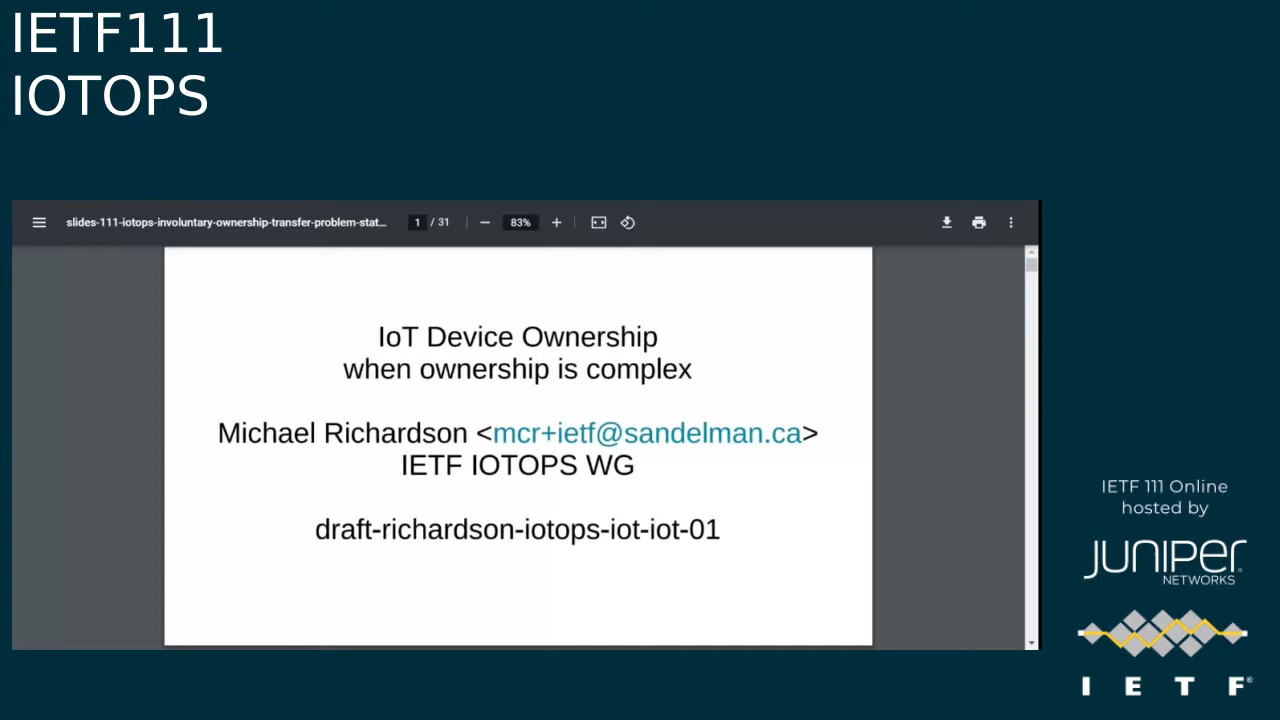 IETF111
IOTOPS
slides-111-iotops-involuntary-ownership-transfer-problem-stat...
1 / 31
83%
IoT Device Ownership
when ownership is complex
Michael Richardson <mcr+ietf@sandelman.ca>
IETF IOTOPS WG
draft-richardson-iotops-iot-iot-01
IETF 111 Online
hosted by
JUNIPER
NETWORKS
I E T F®